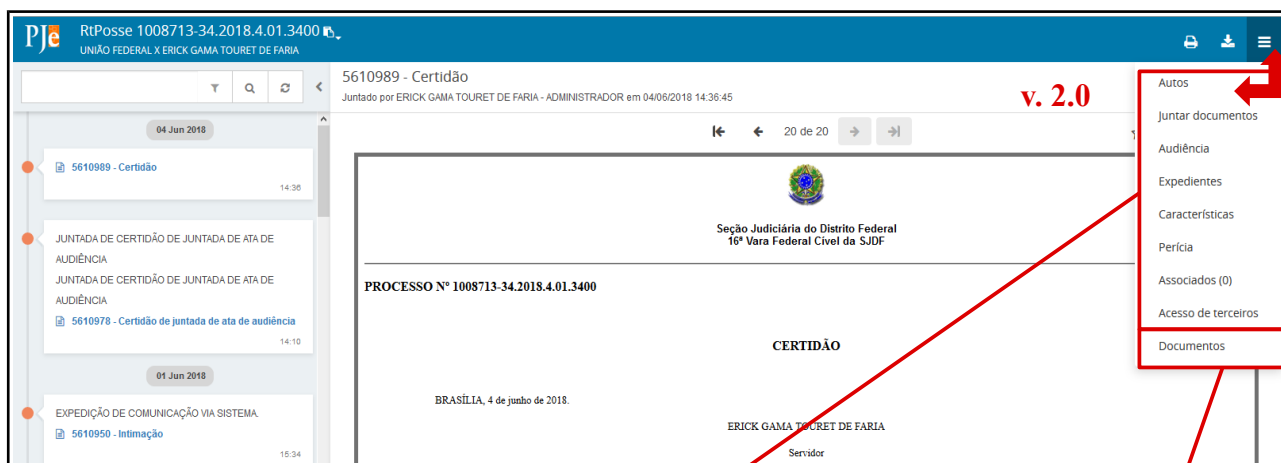 PJe
RtPosse 1008713-34.2018.4.01.3400
UNIÃO FEDERAL X ERICK GAMA TOURET DE FARIA
5610989 - Certidão
Juntado por ERICK GAMA TOURET DE FARIA - ADMINISTRADOR em 04/06/2018 14:36:45
v. 2.0
20 de 20
04 Jun 2018
5610989 - Certidão
14:36
JUNTADA DE CERTIDÃO DE JUNTADA DE ATA DE
AUDIÊNCIA
JUNTADA DE CERTIDÃO DE JUNTADA DE ATA DE
AUDIÊNCIA
5610978 - Certidão de juntada de ata de audiência
14:10
01 Jun 2018
EXPEDIÇÃO DE COMUNICAÇÃO VIA SISTEMA.
5610950 - Intimação
15:34
Seção Judiciária do Distrito Federal
16ª Vara Federal Cível da SJDF
PROCESSO Nº 1008713-34.2018.4.01.3400
CERTIDÃO
BRASÍLIA, 4 de junho de 2018.
ERICK GAMA TOURET DE FARIA
Servidor
Autos
Juntar documentos
Audiência
Expedientes
Características
Perícia
Associados (0)
Acesso de terceiros
Documentos